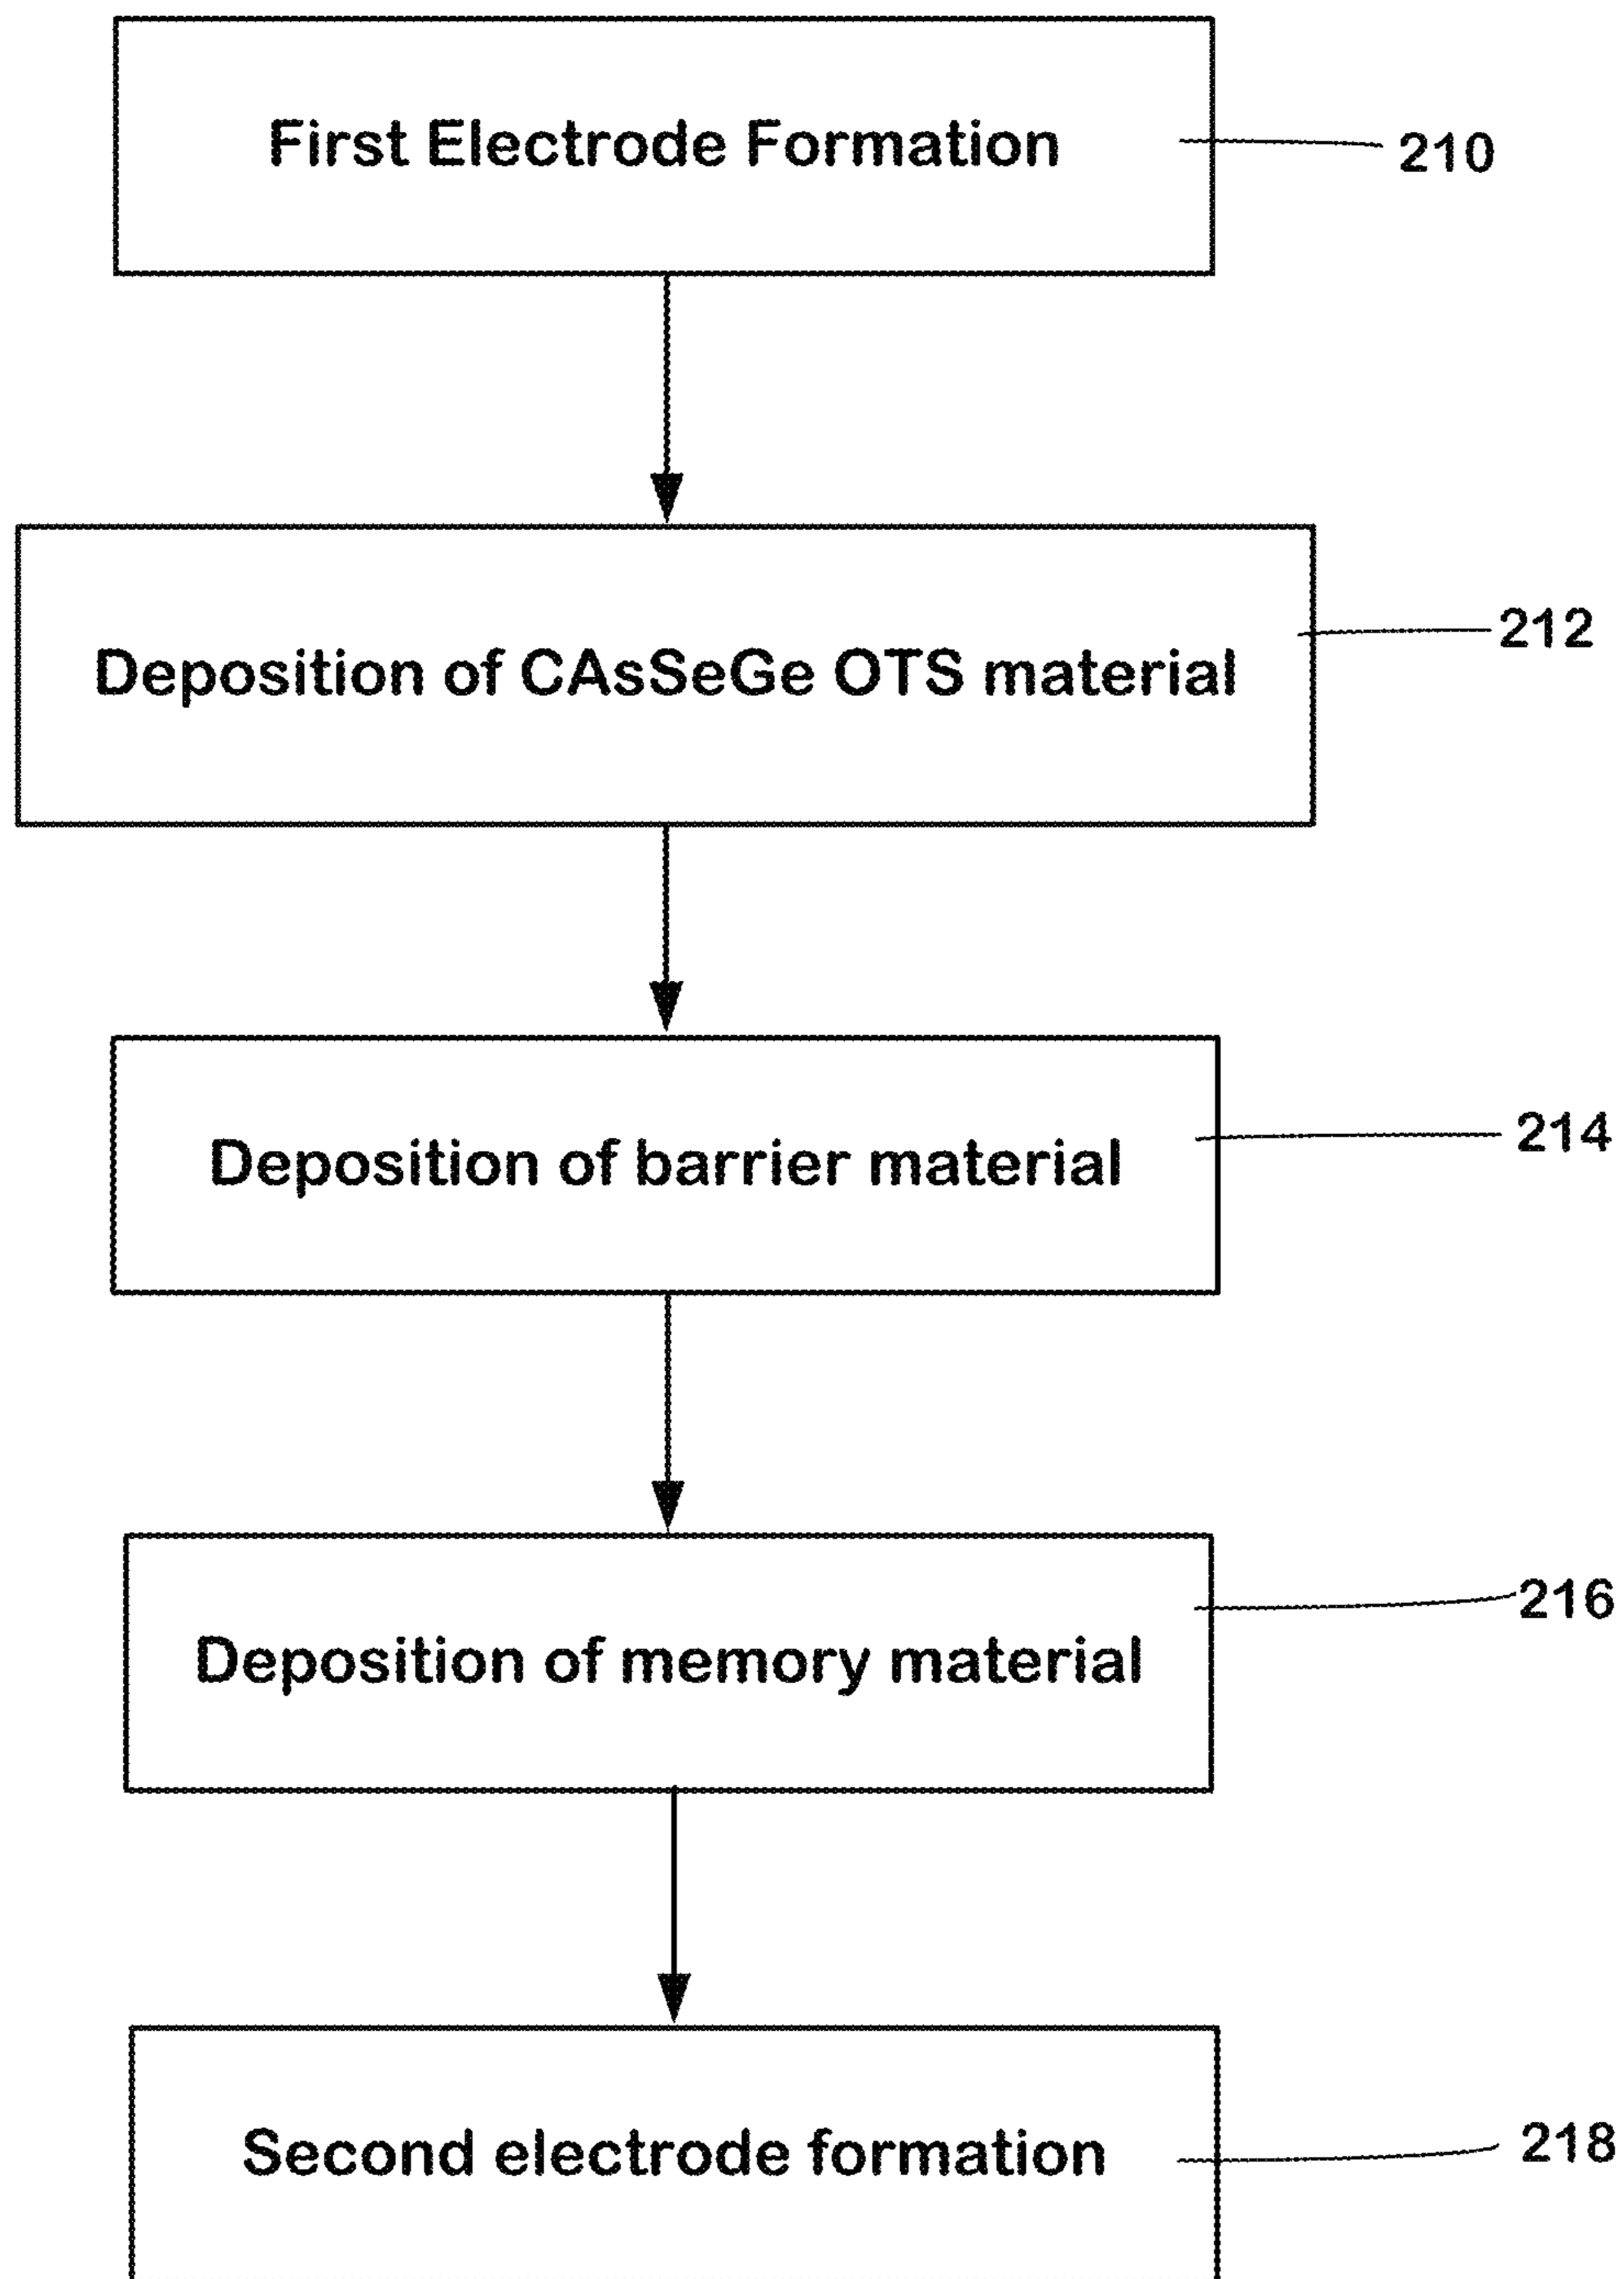 First Electrode Formation
210
Deposition of CAsSeGe OTS material
212
Deposition of barrier material
214
Deposition of memory material
216
Second electrode formation
218